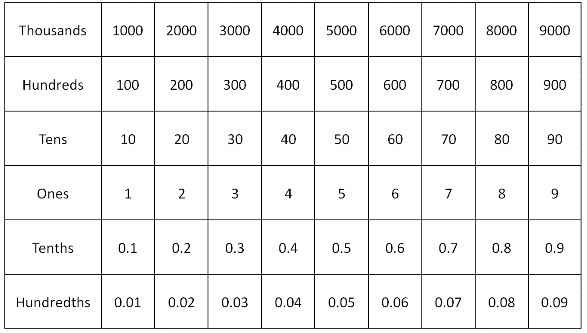 Thousands 1000 2000 3000 4000 5000 6000 7000 8000 9000
Hundreds 100 200 300 400 500 600 700 800 900
Tens 10 20 30 40 50 60 70 80 90
Ones 1 2 3 4 5 6 7 8 9
Tenths 0.1 0.2 0.3 0.4 0.5 0.6 0.7 0.8 0.9
Hundredths 0.01 0.02 0.03 0.04 0.05 0.06 0.07 0.08 0.09